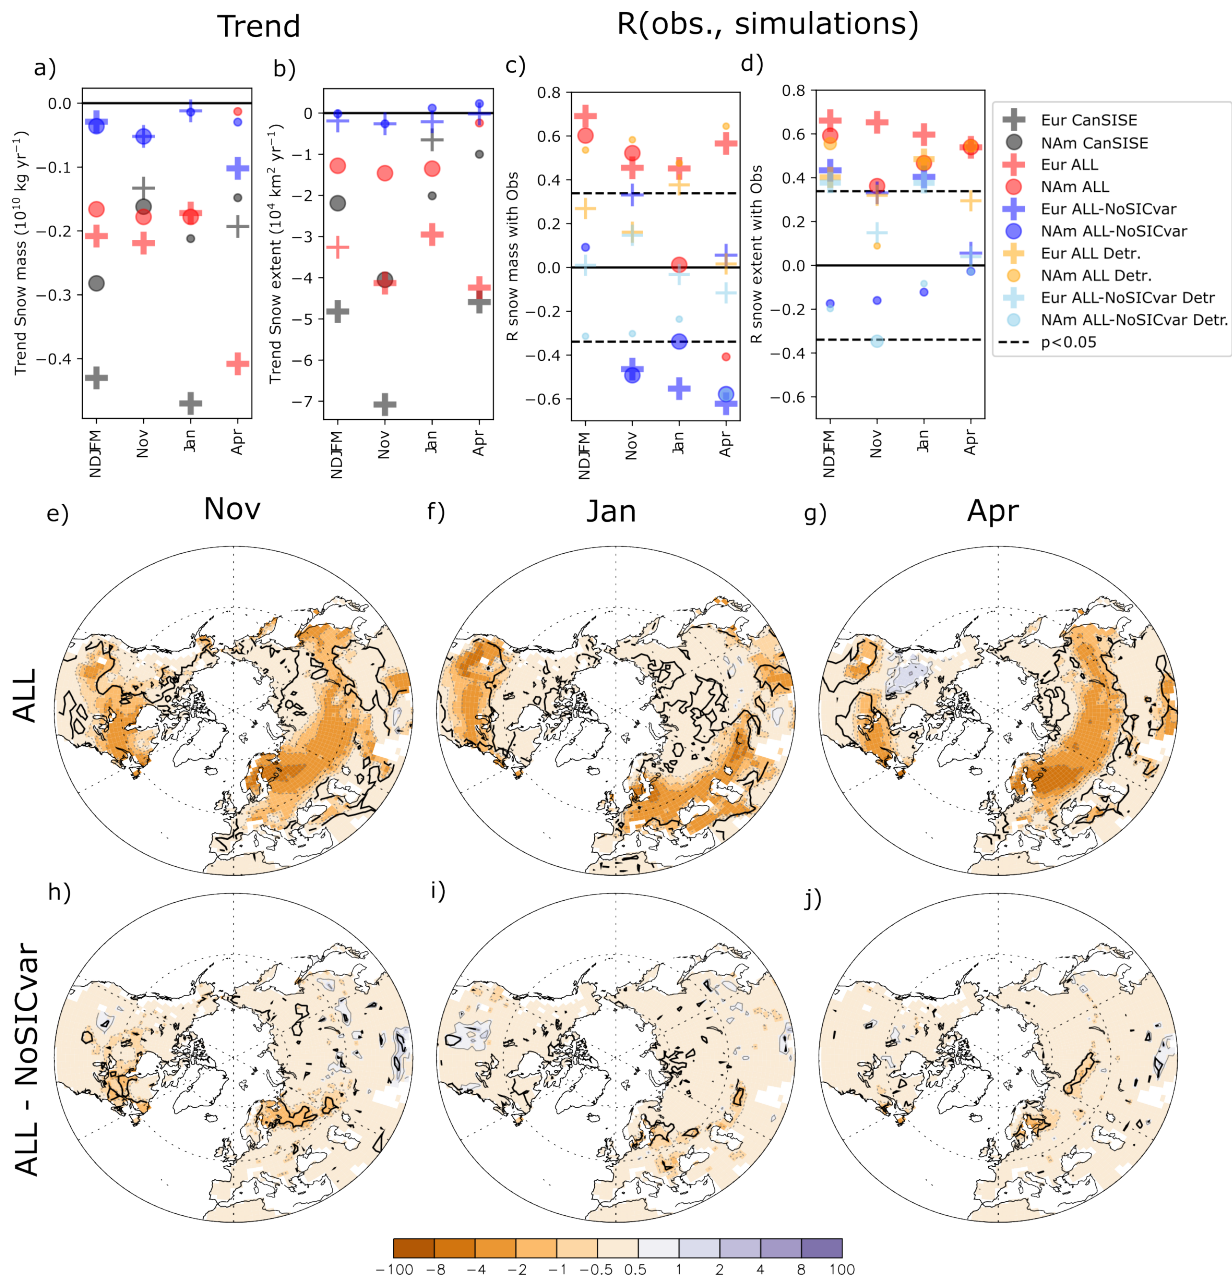 Trend
R(obs., simulations)
a)
b)
c)
d)
Trend Snow mass (10¹⁰ kg yr⁻¹)
0.0
−0.1
−0.2
−0.3
−0.4
NDJFM
Nov
Jan
Apr
Trend Snow extent (10⁴ km² yr⁻¹)
0
−1
−2
−3
−4
−5
−6
−7
NDJFM
Nov
Jan
Apr
R snow mass with Obs
0.8
0.6
0.4
0.2
0.0
−0.2
−0.4
−0.6
NDJFM
Nov
Jan
Apr
R snow extent with Obs
0.8
0.6
0.4
0.2
0.0
−0.2
−0.4
−0.6
NDJFM
Nov
Jan
Apr
Eur CanSISE
NAm CanSISE
Eur ALL
NAm ALL
Eur ALL-NoSICvar
NAm ALL-NoSICvar
Eur ALL Detr.
NAm ALL Detr.
Eur ALL-NoSICvar Detr
NAm ALL-NoSICvar Detr.
p<0.05
e)
Nov
f)
Jan
g)
Apr
ALL
h)
i)
j)
ALL - NoSICvar
−100 −8 −4 −2 −1 −0.5 0.5 1 2 4 8 100